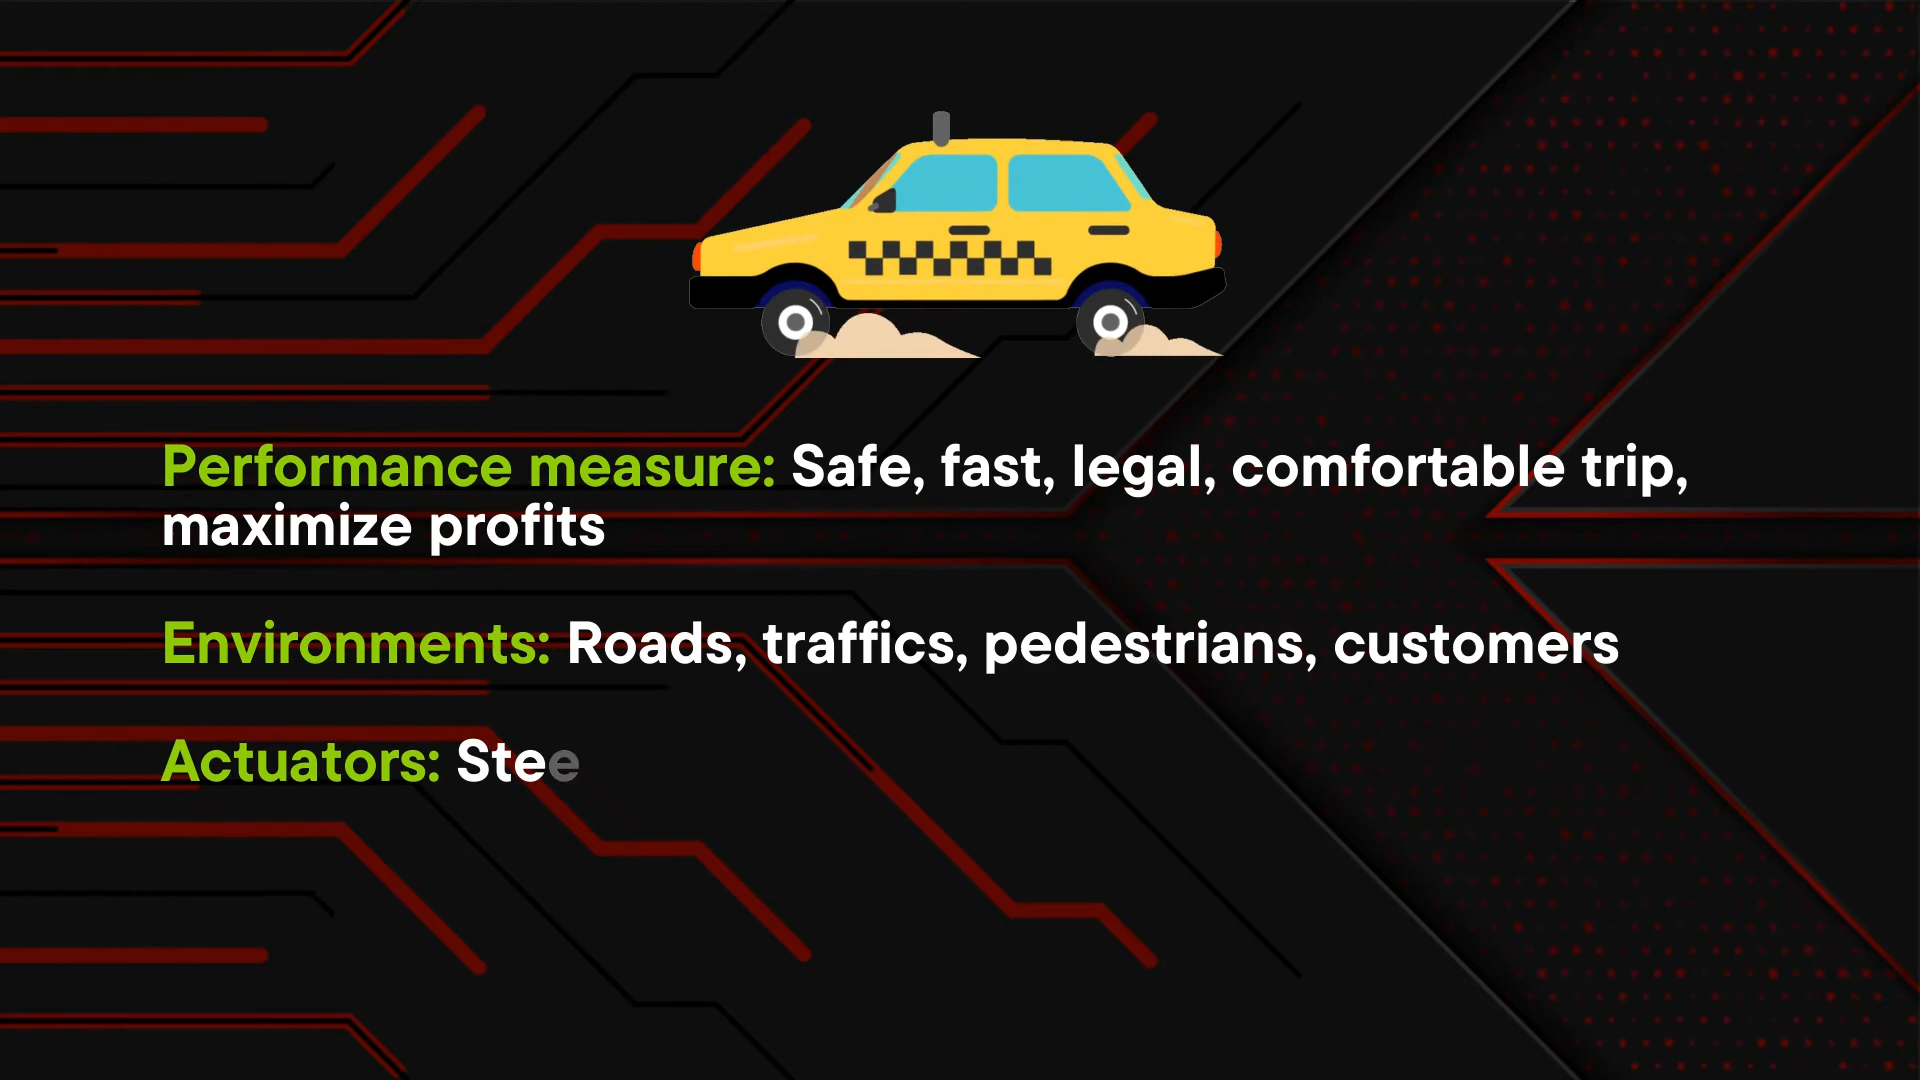 Performance measure: Safe, fast, legal, comfortable trip,
maximize profits
Environments: Roads, traffics, pedestrians, customers
Actuators: Stee